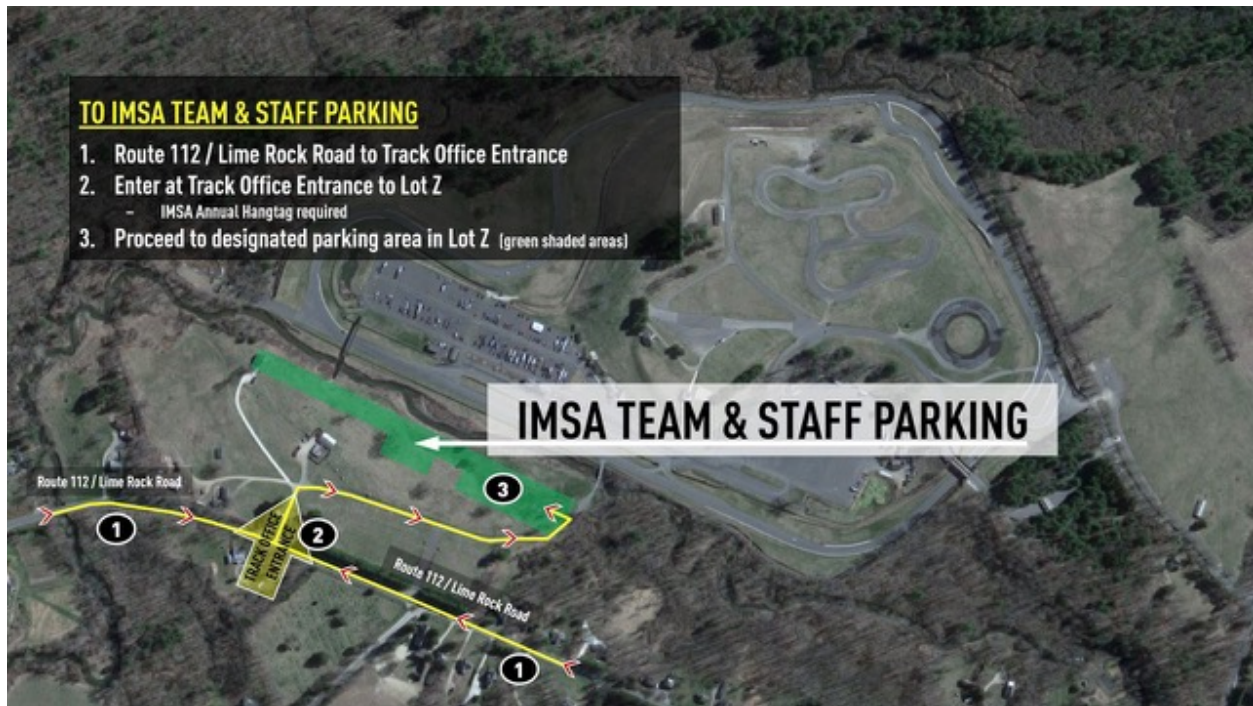 TO IMSA TEAM & STAFF PARKING
1. Route 112 / Lime Rock Road to Track Office Entrance
2. Enter at Track Office Entrance to Lot Z
– IMSA Annual Hangtag required
3. Proceed to designated parking area in Lot Z (green shaded areas)
IMSA TEAM & STAFF PARKING
3
Route 112 / Lime Rock Road
1
2
TRACK OFFICE
ENTRANCE
Route 112 / Lime Rock Road
1